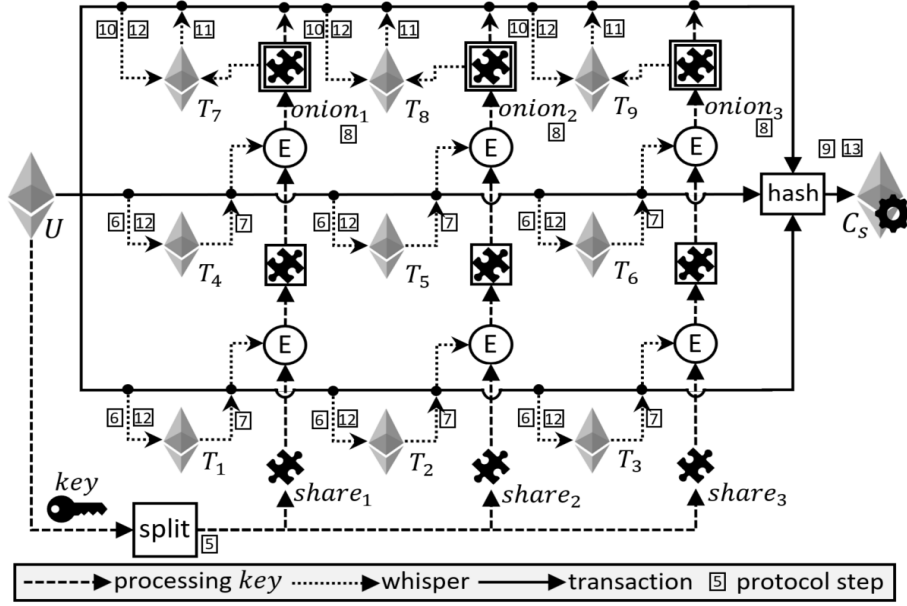 10 12 11 10 12 11 10 12 11
T7 onion1 T8 onion2 T9 onion3
8 8 8
E E E
9 13
U hash Cs
6 12 7 6 12 7 6 12 7
T4 T5 T6
E E E
6 12 7 6 12 7 6 12 7
T1 T2 T3
key share1 share2 share3
split
5
processing key whisper transaction 5 protocol step